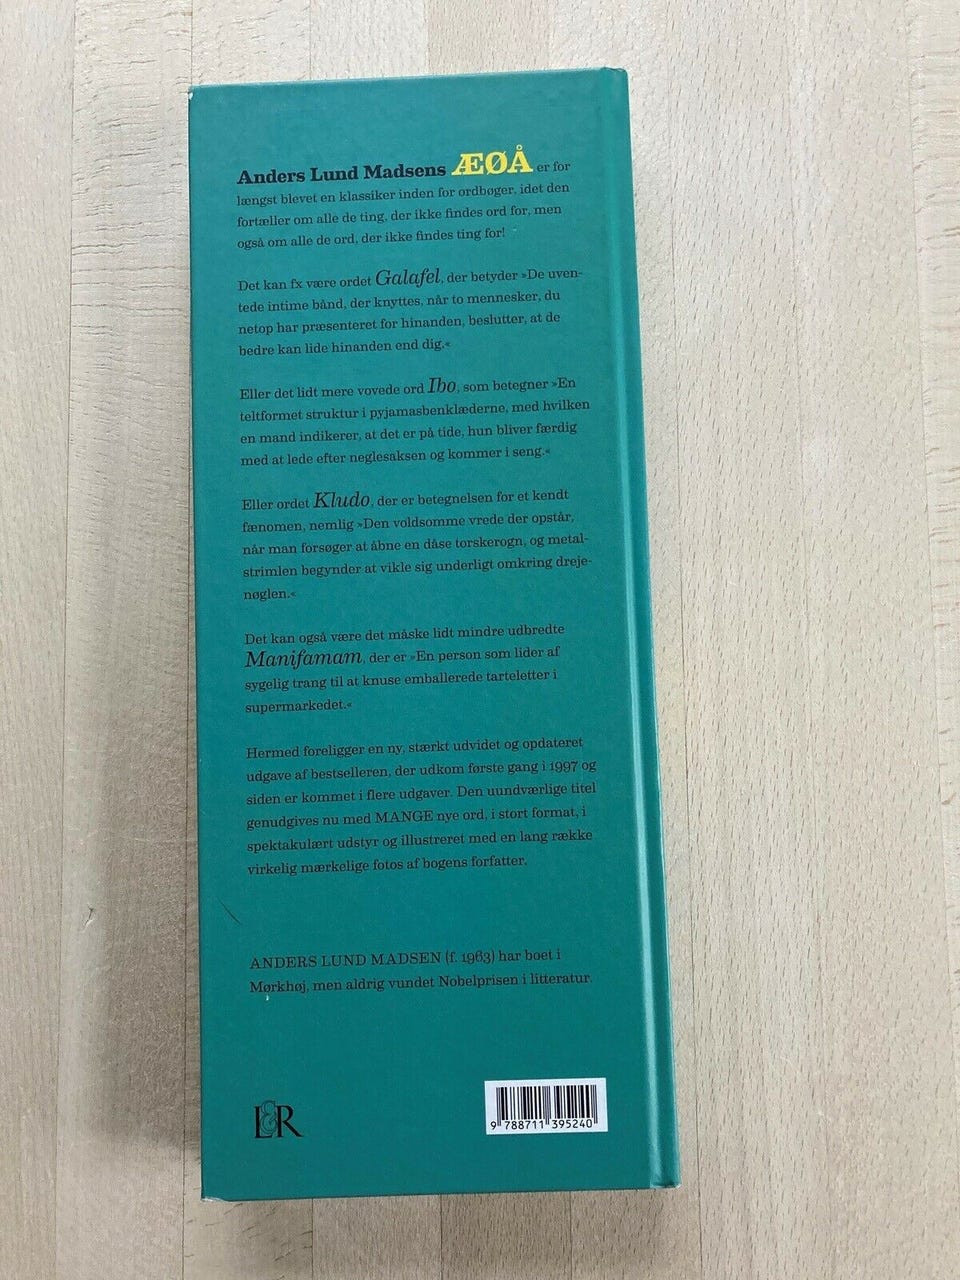 Anders Lund Madsens ÆØÅ er for
længst blevet en klassiker inden for ordbøger, idet den
fortæller om alle de ting, der ikke findes ord for, men
også om alle de ord, der ikke findes ting for!
Det kan fx være ordet Galafel, der betyder »De uven-
tede intime bånd, der knyttes, når to mennesker, du
netop har præsenteret for hinanden, beslutter, at de
bedre kan lide hinanden end dig.«
Eller det lidt mere vovede ord Ibo, som betegner »En
teltformet struktur i pyjamasbenklæderne, med hvilken
en mand indikerer, at det er på tide, hun bliver færdig
med at lede efter neglesaksen og kommer i seng.«
Eller ordet Kludo, der er betegnelsen for et kendt
fænomen, nemlig »Den voldsomme vrede der opstår,
når man forsøger at åbne en dåse torskerogn, og metal-
strimlen begynder at vikle sig underligt omkring dreje-
nøglen.«
Det kan også være det måske lidt mindre udbredte
Manifamam, der er »En person som lider af
sygelig trang til at knuse emballerede tarteletter i
supermarkedet.«
Hermed foreligger en ny, stærkt udvidet og opdateret
udgave af bestselleren, der udkom første gang i 1997 og
siden er kommet i flere udgaver. Den uundværlige titel
genudgives nu med MANGE nye ord, i stort format, i
spektakulært udstyr og illustreret med en lang række
virkelig mærkelige fotos af bogens forfatter.
ANDERS LUND MADSEN (f. 1963) har boet i
Mørkhøj, men aldrig vundet Nobelprisen i litteratur.
L&R
9 788711 395240